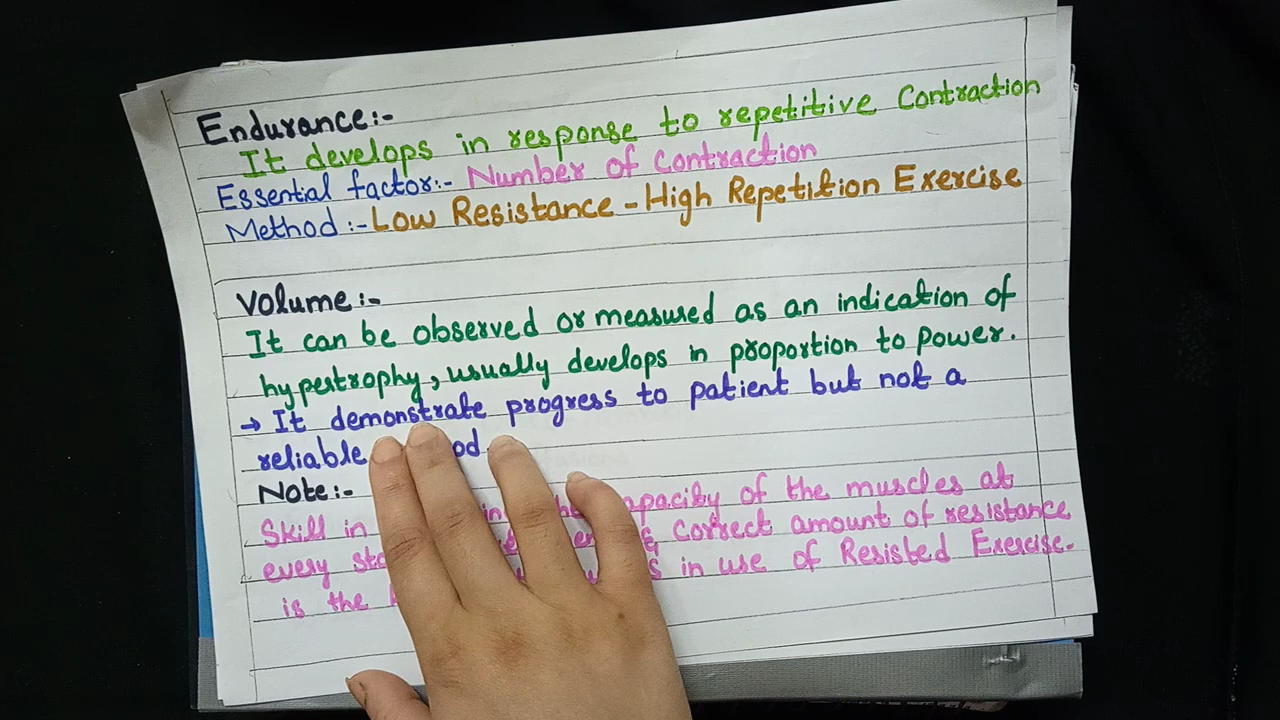 Endurance:-
It develops in response to repetitive Contraction
Essential factor:- Number of Contraction
Method:- Low Resistance - High Repetition Exercise
Volume:-
It can be observed or measured as an indication of
hypertrophy, usually develops in proportion to power.
→ It demonstrate progress to patient but not a
reliable
Note:-
Skill in the capacity of the muscles at
every & Correct amount of resistance
is the in use of Resisted Exercise.